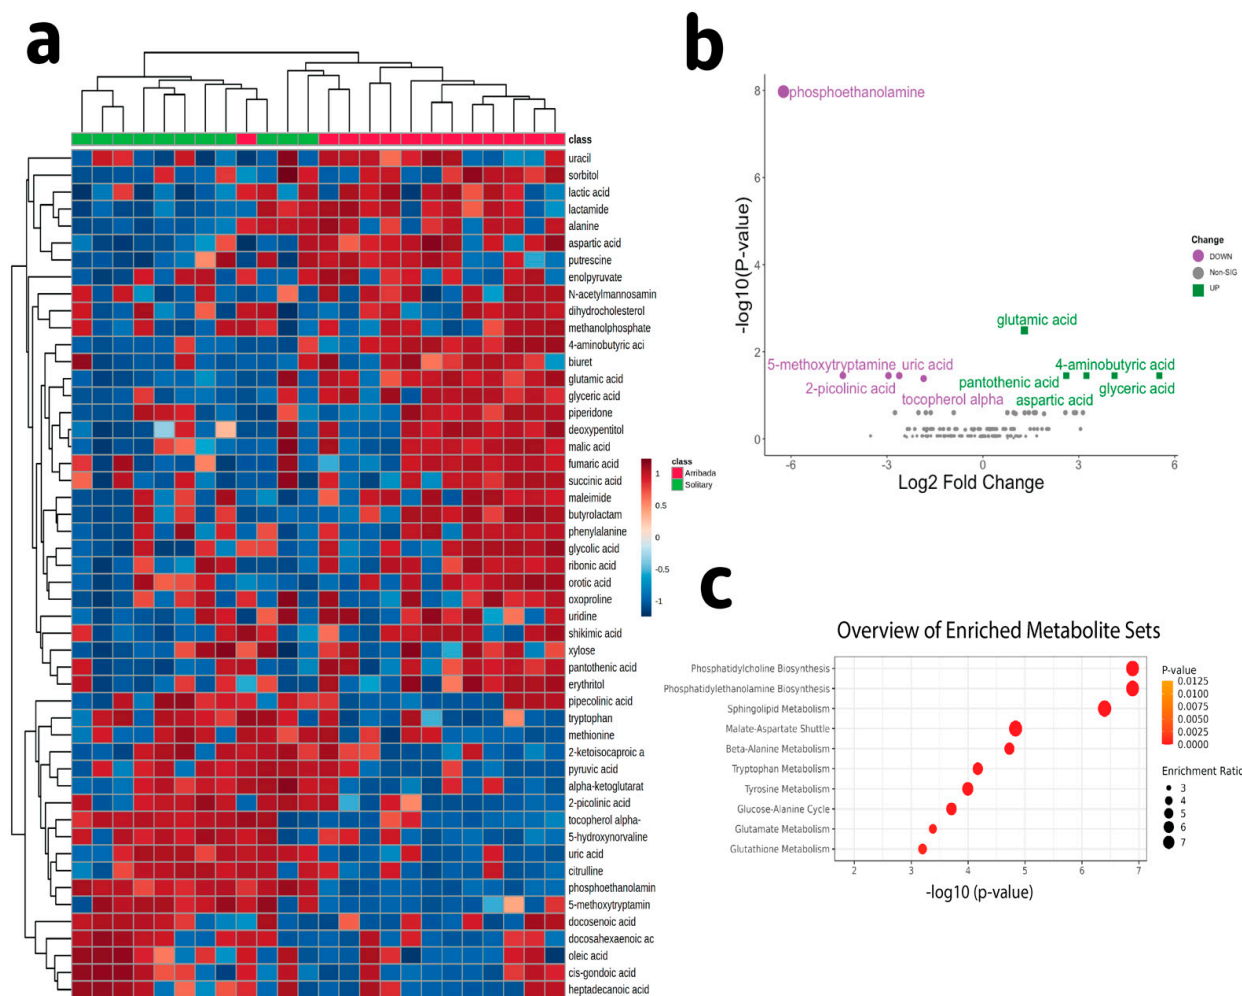 a
class
uracil
sorbitol
lactic acid
lactamide
alanine
aspartic acid
putrescine
enolpyruvate
N-acetylmannosamin
dihydrocholesterol
methanolphosphate
4-aminobutyric aci
biuret
glutamic acid
glyceric acid
piperidone
deoxypentitol
malic acid
fumaric acid
succinic acid
maleimide
butyrolactam
phenylalanine
glycolic acid
ribonic acid
orotic acid
oxoproline
uridine
shikimic acid
xylose
pantothenic acid
erythritol
pipecolinic acid
tryptophan
methionine
2-ketoisocaproic a
pyruvic acid
alpha-ketoglutarat
2-picolinic acid
tocopherol alpha-
5-hydroxynorvaline
uric acid
citrulline
phosphoethanolamin
5-methoxytryptamin
docosenoic acid
docosahexaenoic ac
oleic acid
cis-gondoic acid
heptadecanoic acid
class
Arribada
Solitary
1
0.5
0
-0.5
-1
b
-log10(P-value)
8
6
4
2
0
phosphoethanolamine
glutamic acid
5-methoxytryptamine uric acid
4-aminobutyric acid
2-picolinic acid
pantothenic acid
glyceric acid
tocopherol alpha
aspartic acid
-6
-3
0
3
6
Log2 Fold Change
Change
DOWN
Non-SIG
UP
c
Overview of Enriched Metabolite Sets
Phosphatidylcholine Biosynthesis
Phosphatidylethanolamine Biosynthesis
Sphingolipid Metabolism
Malate-Aspartate Shuttle
Beta-Alanine Metabolism
Tryptophan Metabolism
Tyrosine Metabolism
Glucose-Alanine Cycle
Glutamate Metabolism
Glutathione Metabolism
2
3
4
5
6
7
-log10 (p-value)
P-value
0.0125
0.0100
0.0075
0.0050
0.0025
0.0000
Enrichment Ratio
3
4
5
6
7